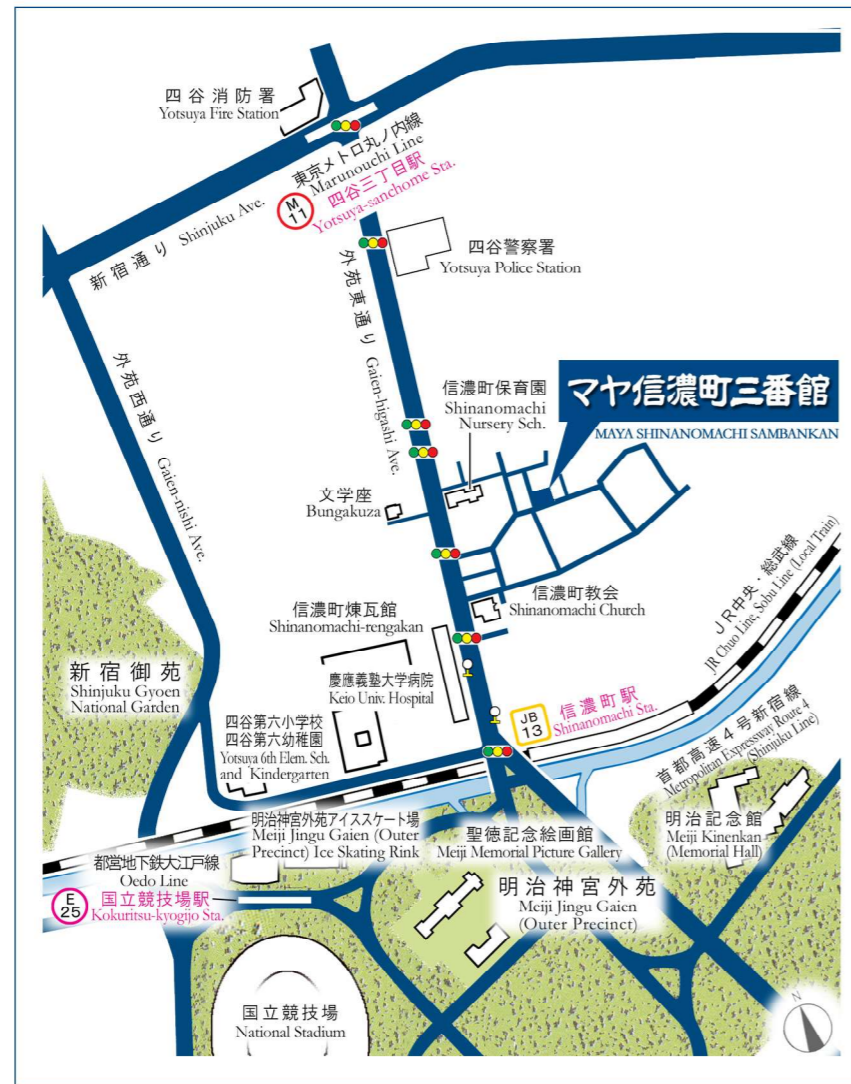 四谷消防署
Yotsuya Fire Station
東京メトロ丸ノ内線
Marunouchi Line
M
11
四谷三丁目駅
Yotsuya-sanchome Sta.
新宿通り Shinjuku Ave.
四谷警察署
Yotsuya Police Station
外苑東通り Gaien-higashi Ave.
外苑西通り Gaien-nishi Ave.
信濃町保育園
Shinanomachi
Nursery Sch.
マヤ信濃町三番館
MAYA SHINANOMACHI SAMBANKAN
文学座
Bungakuza
信濃町教会
Shinanomachi Church
JR中央・総武線
JR Chuo Line, Sobu Line (Local Train)
信濃町煉瓦館
Shinanomachi-rengakan
新宿御苑
Shinjuku Gyoen
National Garden
慶應義塾大学病院
Keio Univ. Hospital
JB
13
信濃町駅
Shinanomachi Sta.
首都高速4号新宿線
Metropolitan Expressway Route 4
(Shinjuku Line)
四谷第六小学校
四谷第六幼稚園
Yotsuya 6th Elem. Sch.
and Kindergarten
明治神宮外苑アイススケート場
Meiji Jingu Gaien (Outer
Precinct) Ice Skating Rink
聖徳記念絵画館
Meiji Memorial Picture Gallery
明治記念館
Meiji Kinenkan
(Memorial Hall)
都営地下鉄大江戸線
Oedo Line
E
25
国立競技場駅
Kokuritsu-kyogijo Sta.
明治神宮外苑
Meiji Jingu Gaien
(Outer Precinct)
国立競技場
National Stadium
N